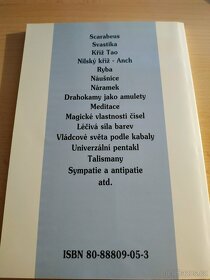 Scarabeus
Svastika
Kříž Tao
Nilský kříž - Anch
Ryba
Náušnice
Náramek
Drahokamy jako amulety
Meditace
Magické vlastnosti čísel
Léčivá síla barev
Vládcové světa podle kabaly
Univerzální pentakl
Talismany
Sympatie a antipatie
atd.
ISBN 80-88809-05-3